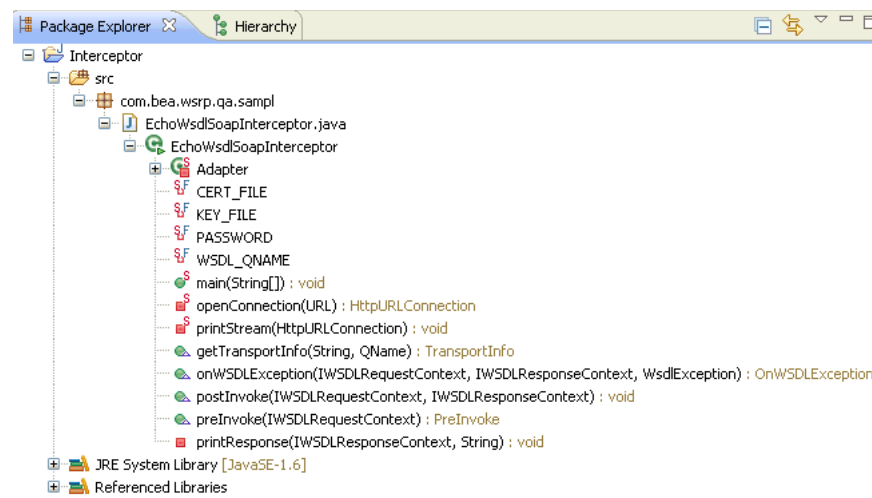 Package Explorer Hierarchy
Interceptor
src
com.bea.wsrp.qa.sampl
EchoWsdlSoapInterceptor.java
EchoWsdlSoapInterceptor
Adapter
CERT_FILE
KEY_FILE
PASSWORD
WSDL_QNAME
main(String[]) : void
openConnection(URL) : HttpURLConnection
printStream(HttpURLConnection) : void
getTransportInfo(String, QName) : TransportInfo
onWSDLException(IWSDLRequestContext, IWSDLResponseContext, WsdlException) : OnWSDLException
postInvoke(IWSDLRequestContext, IWSDLResponseContext) : void
preInvoke(IWSDLRequestContext) : PreInvoke
printResponse(IWSDLResponseContext, String) : void
JRE System Library [JavaSE-1.6]
Referenced Libraries